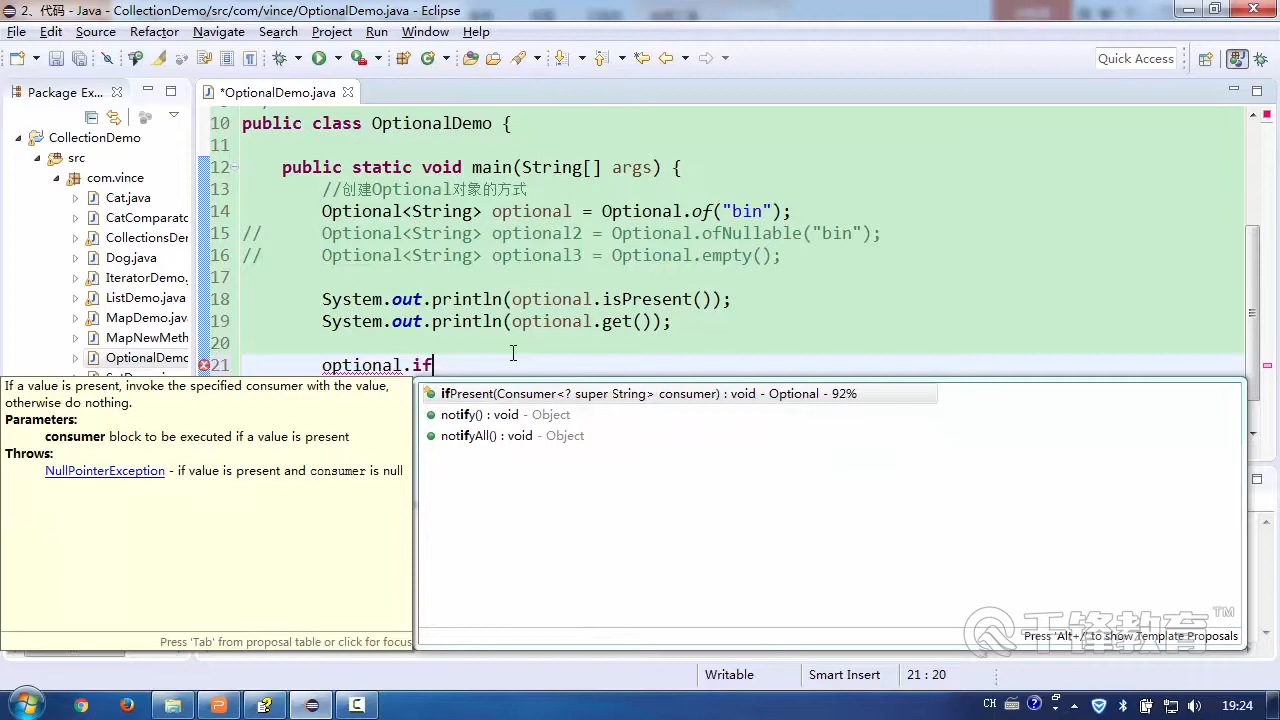 2、代码 - Java - CollectionDemo/src/com/vince/OptionalDemo.java - Eclipse
File Edit Source Refactor Navigate Search Project Run Window Help
Quick Access
Package Ex...
*OptionalDemo.java
CollectionDemo
src
com.vince
Cat.java
CatComparato
CollectionsDer
Dog.java
IteratorDemo.
ListDemo.java
MapDemo.java
MapNewMeth
OptionalDemo
10 public class OptionalDemo {
11
12 public static void main(String[] args) {
13 //创建Optional对象的方式
14 Optional<String> optional = Optional.of("bin");
15 // Optional<String> optional2 = Optional.ofNullable("bin");
16 // Optional<String> optional3 = Optional.empty();
17
18 System.out.println(optional.isPresent());
19 System.out.println(optional.get());
20
21 optional.if
If a value is present, invoke the specified consumer with the value,
otherwise do nothing.
Parameters:
consumer block to be executed if a value is present
Throws:
NullPointerException - if value is present and consumer is null
Press 'Tab' from proposal table or click for focus
ifPresent(Consumer<? super String> consumer) : void - Optional - 92%
notify() : void - Object
notifyAll() : void - Object
千锋教育™
Press 'Alt+/' to show Template Proposals
Writable
Smart Insert
21 : 20
CH
19:24